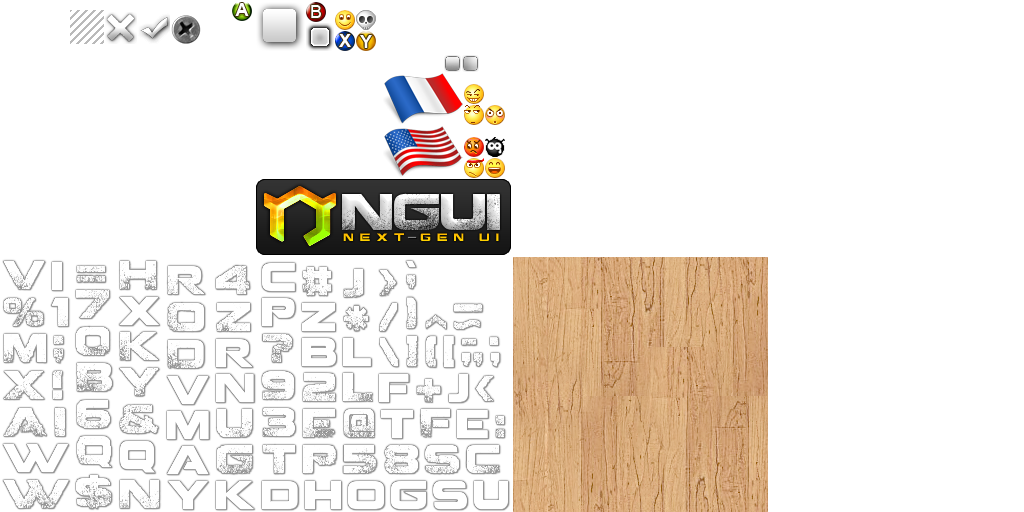 A B
X Y
NGUI
NEXT-GEN UI
V I = H R 4 C # J
% 1 7 X O Z P Z * / ( ^ ~
M ; Q K D R ? B L \ ] ( [
X ! B Y V N 9 2 L F + J
A I 6 & M U 3 E @ T F E :
W Q Q A G T P 5 8 S C
W $ N Y K D H O G S U